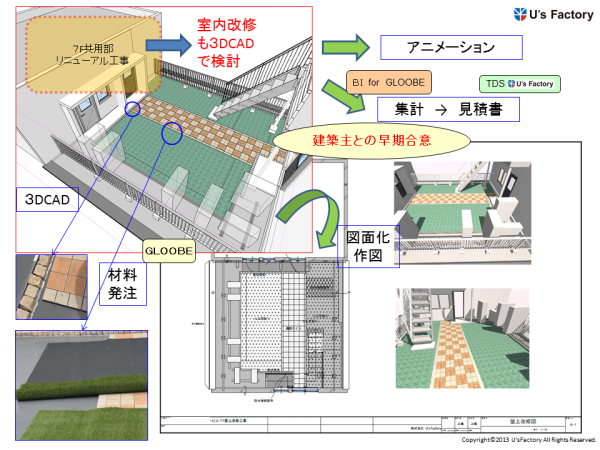 U's Factory
7F共用部
リニューアル工事
室内改修
も3DCAD
で検討
アニメーション
BI for GLOOBE
TDS U's Factory
集計 → 見積書
建築主との早期合意
3DCAD
GLOOBE
材料
発注
図面化
作図
屋上改修図
A-1
Copyright©2013 U'sFactory All Rights Reserved.